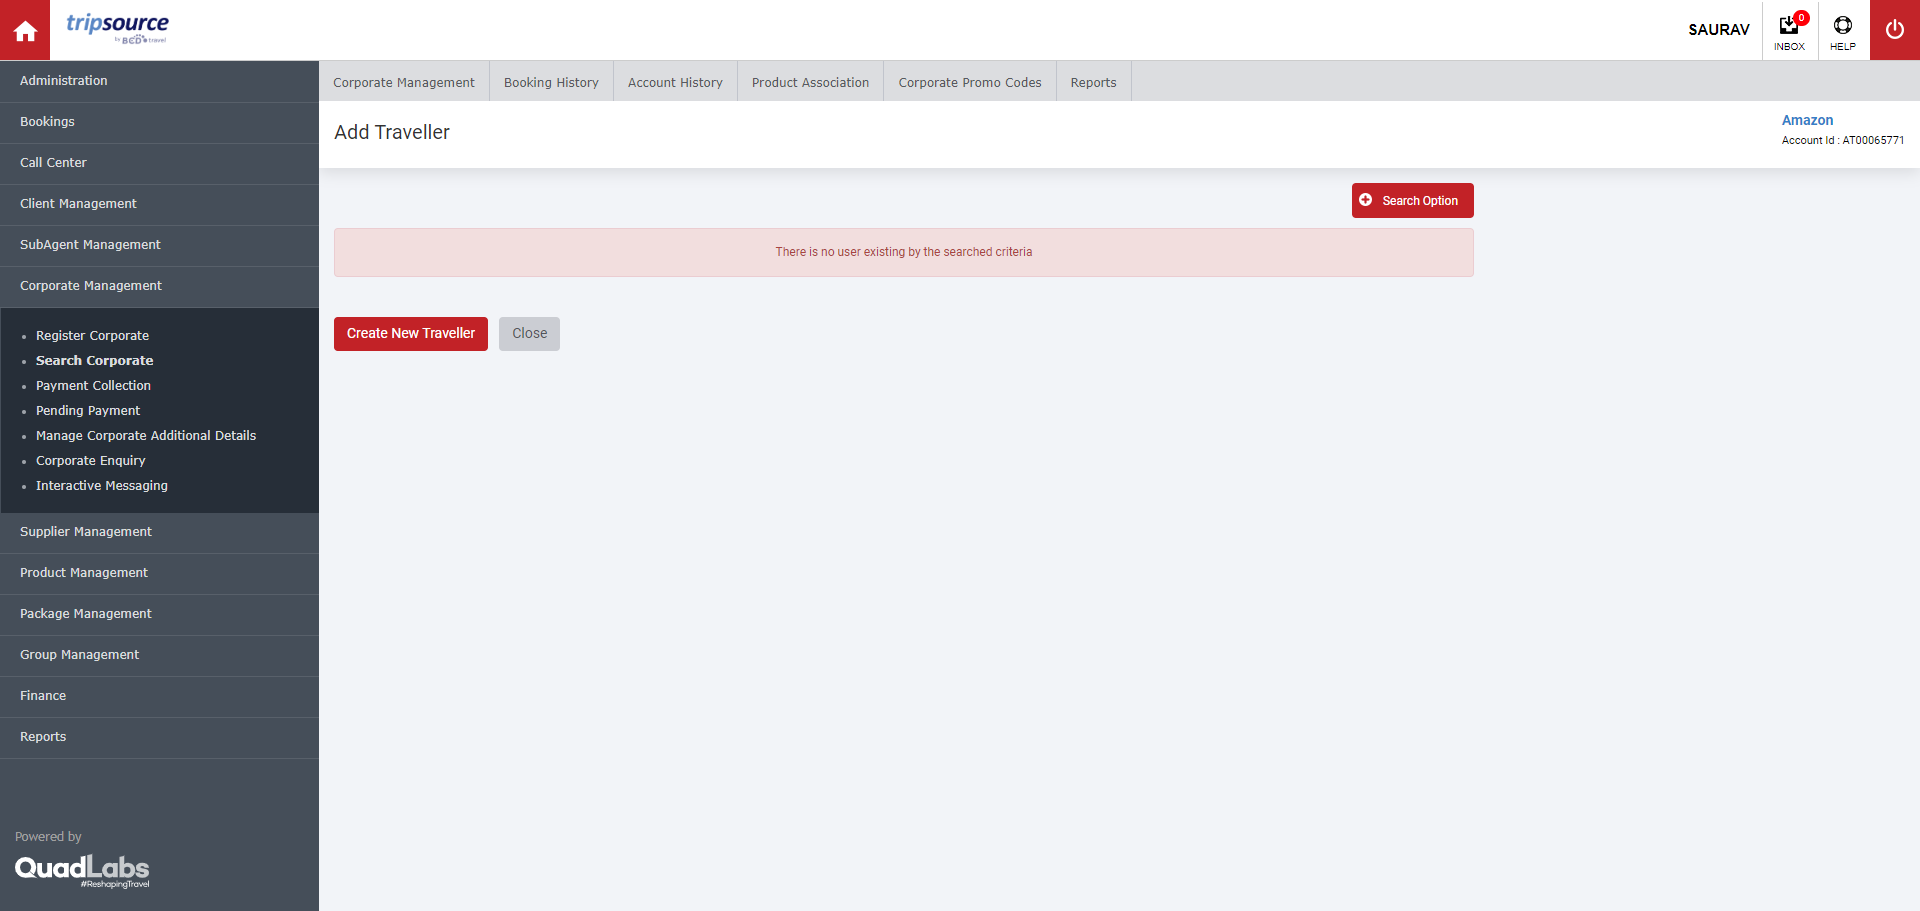 tripsource
by BCD travel
SAURAV
0
INBOX
HELP
Administration
Bookings
Call Center
Client Management
SubAgent Management
Corporate Management
Register Corporate
Search Corporate
Payment Collection
Pending Payment
Manage Corporate Additional Details
Corporate Enquiry
Interactive Messaging
Supplier Management
Product Management
Package Management
Group Management
Finance
Reports
Powered by
QuadLabs
#ReshapingTravel
Corporate Management
Booking History
Account History
Product Association
Corporate Promo Codes
Reports
Add Traveller
Amazon
Account Id : AT00065771
Search Option
There is no user existing by the searched criteria
Create New Traveller
Close